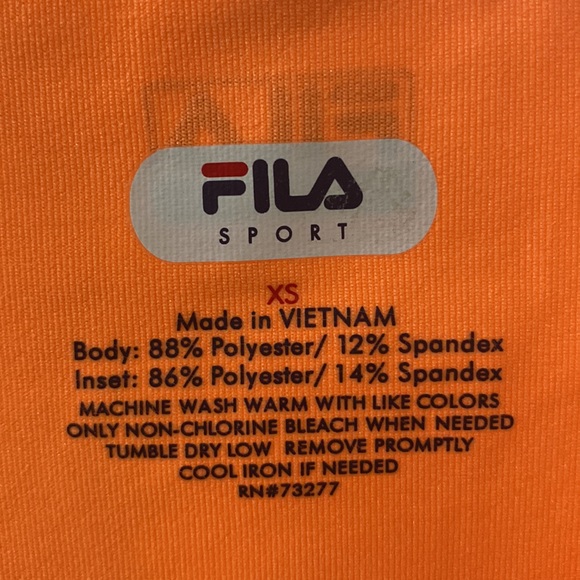 FILA
SPORT
XS
Made in VIETNAM
Body: 88% Polyester/ 12% Spandex
Inset: 86% Polyester/ 14% Spandex
MACHINE WASH WARM WITH LIKE COLORS
ONLY NON-CHLORINE BLEACH WHEN NEEDED
TUMBLE DRY LOW REMOVE PROMPTLY
COOL IRON IF NEEDED
RN#73277